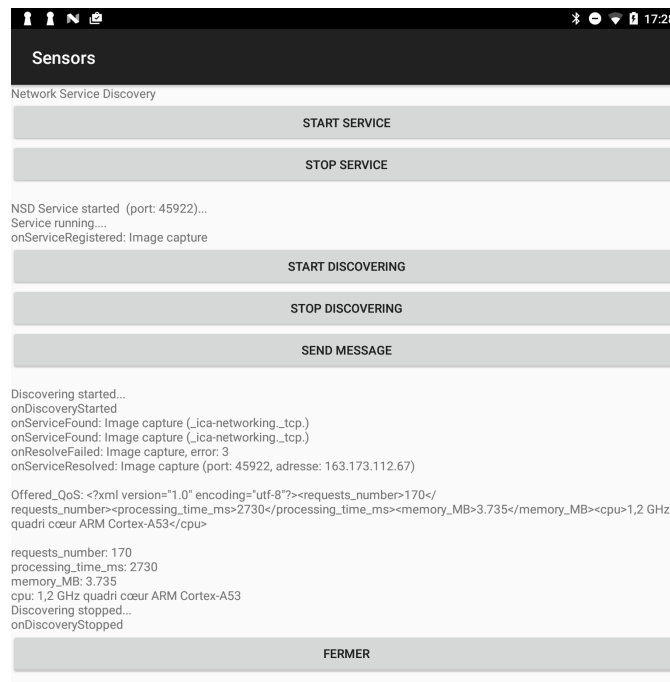 17:28
Sensors
Network Service Discovery
START SERVICE
STOP SERVICE
NSD Service started (port: 45922)...
Service running....
onServiceRegistered: Image capture
START DISCOVERING
STOP DISCOVERING
SEND MESSAGE
Discovering started...
onDiscoveryStarted
onServiceFound: Image capture (_ica-networking._tcp.)
onServiceFound: Image capture (_ica-networking._tcp.)
onResolveFailed: Image capture, error: 3
onServiceResolved: Image capture (port: 45922, adresse: 163.173.112.67)
Offered_QoS: <?xml version="1.0" encoding="utf-8"?><requests_number>170</
requests_number><processing_time_ms>2730</processing_time_ms><memory_MB>3.735</memory_MB><cpu>1,2 GHz
quadri cœur ARM Cortex-A53</cpu>
requests_number: 170
processing_time_ms: 2730
memory_MB: 3.735
cpu: 1,2 GHz quadri cœur ARM Cortex-A53
Discovering stopped...
onDiscoveryStopped
FERMER